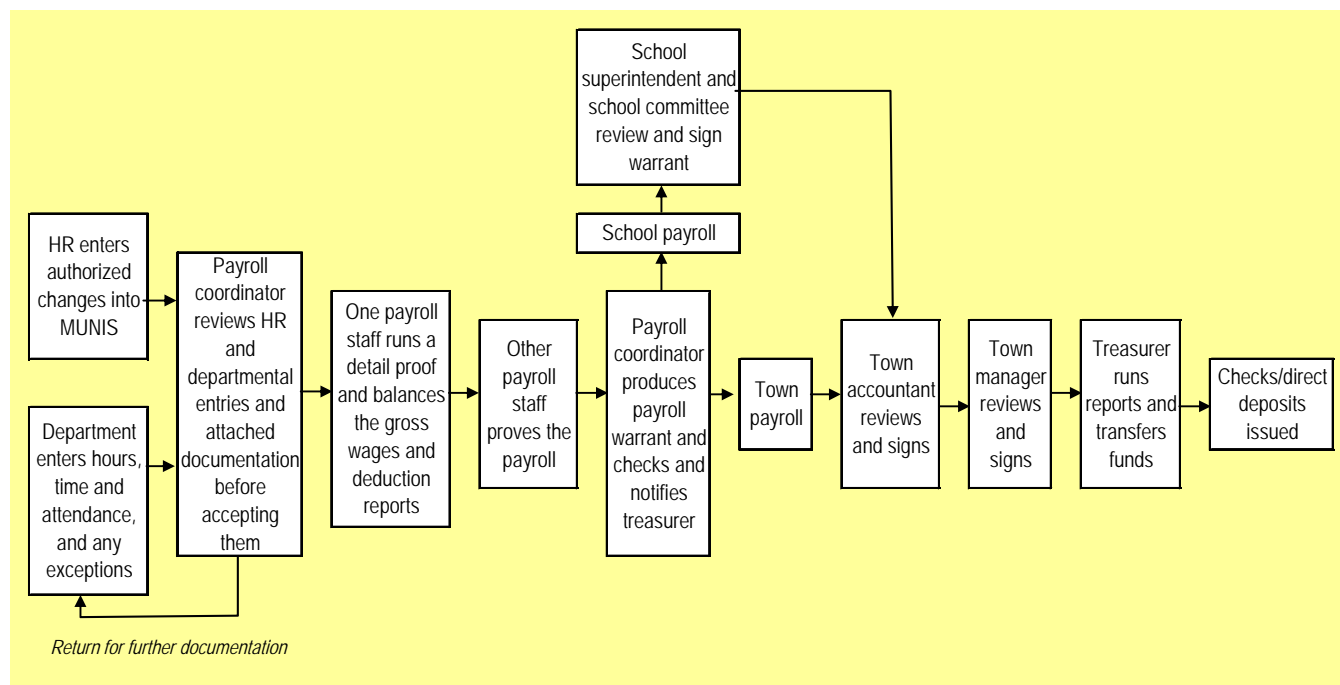 School
superintendent and
school committee
review and sign
warrant
School payroll
HR enters
authorized
changes into
MUNIS
Department
enters hours,
time and
attendance,
and any
exceptions
Payroll
coordinator
reviews HR
and
departmental
entries and
attached
documentation
before
accepting
them
Return for further documentation
One payroll
staff runs a
detail proof
and balances
the gross
wages and
deduction
reports
Other
payroll
staff
proves the
payroll
Payroll
coordinator
produces
payroll
warrant and
checks and
notifies
treasurer
Town
payroll
Town
accountant
reviews
and signs
Town
manager
reviews
and
signs
Treasurer
runs
reports and
transfers
funds
Checks/direct
deposits
issued